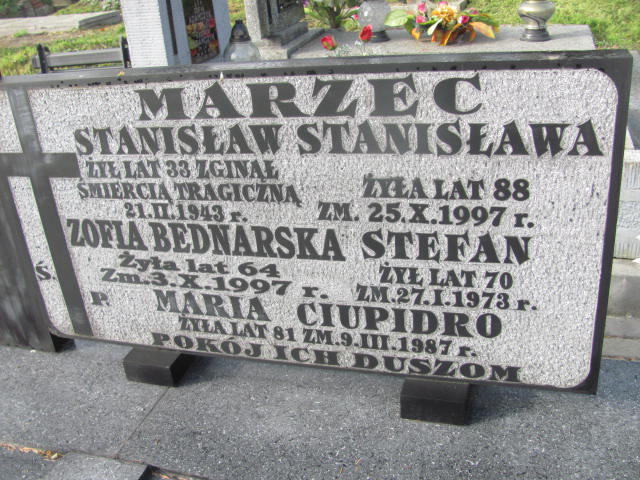 MARZEC
STANISŁAW STANISŁAWA
ŻYŁ LAT 33 ZGINAŁ
ŚMIERCIĄ TRAGICZNĄ ŻYŁA LAT 88
21.II.1943 r. ZM. 25.X.1997 r.
ZOFIA BEDNARSKA STEFAN
Żyła lat 64 ŻYŁ LAT 70
Zm.3.X.1997 r. ZM.27.I.1973 r.
Ś. P. MARIA CIUPIDRO
ŻYŁA LAT 81 ZM.9.III.1987 r.
POKÓJ ICH DUSZOM